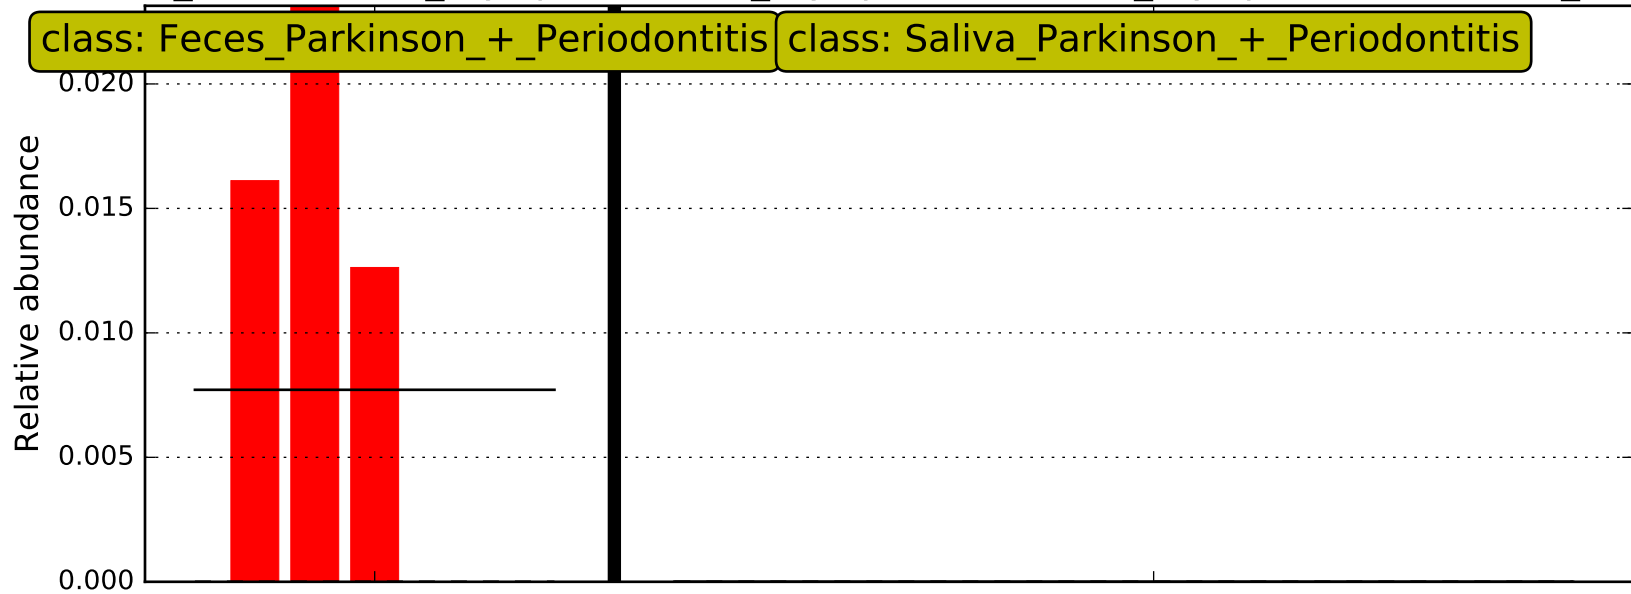 class: Feces_Parkinson_+_Periodontitis
class: Saliva_Parkinson_+_Periodontitis
0.020
0.015
0.010
0.005
0.000
Relative abundance